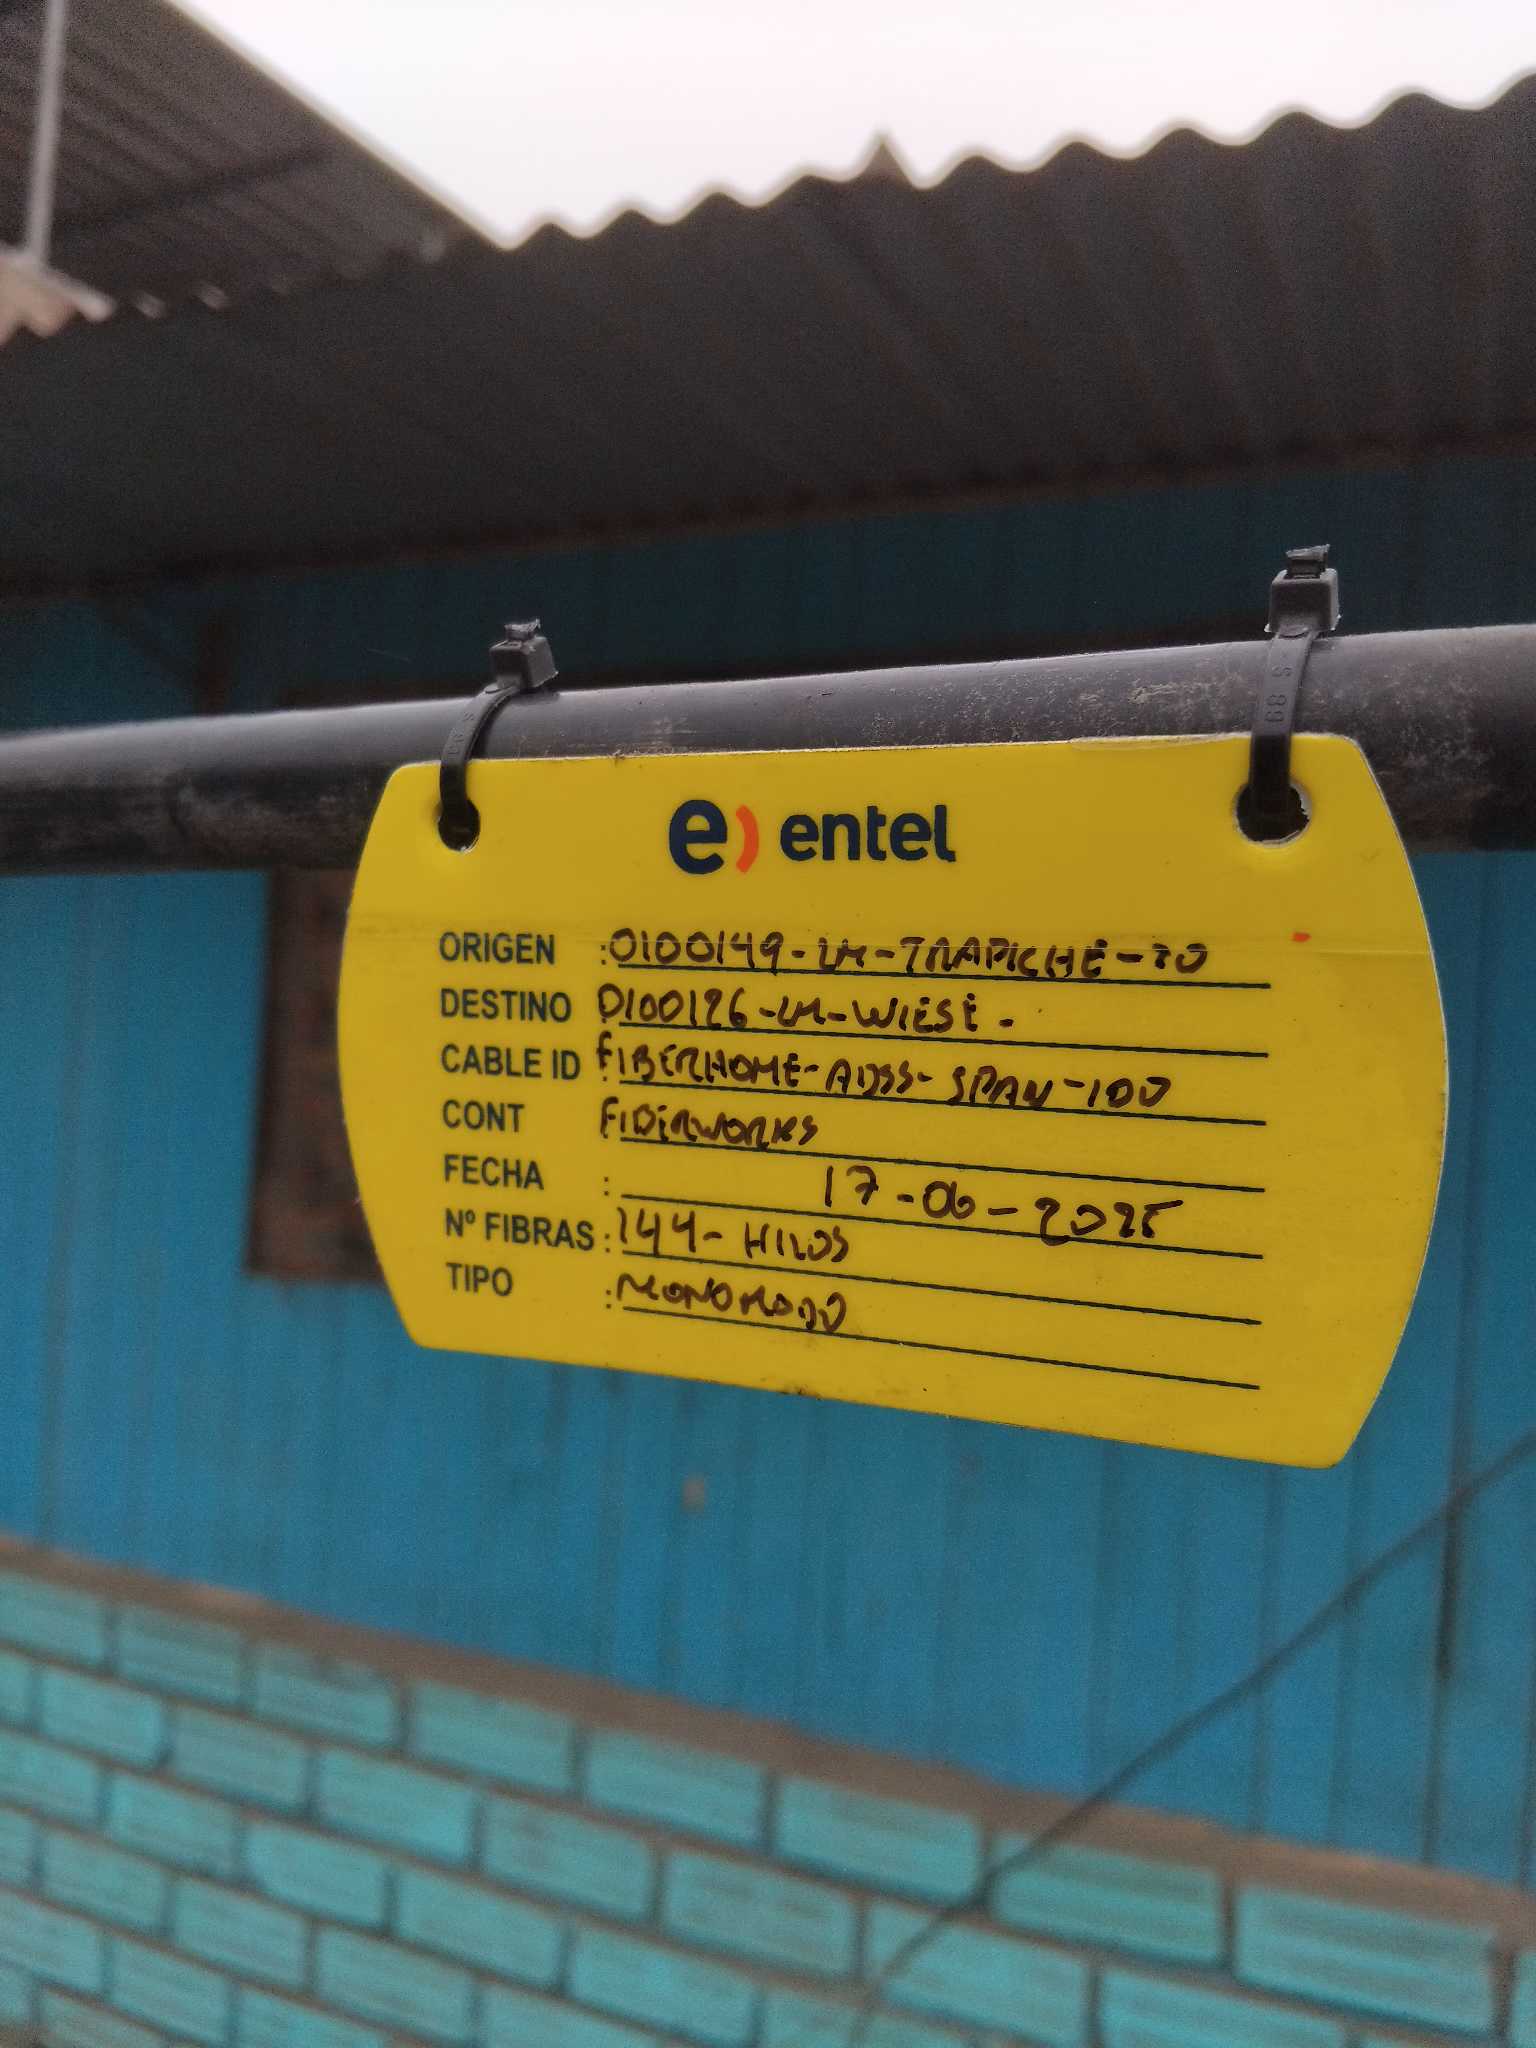 e) entel
ORIGEN : 0100149-LM-TRAPICHE-TO
DESTINO 0100126-LM-WIESE.
CABLE ID FIBERHOME-ADSS-SPAN-100
CONT FIBERWORKS
FECHA : 17-06-2025
Nº FIBRAS : 144- HILOS
TIPO : MONOMODO